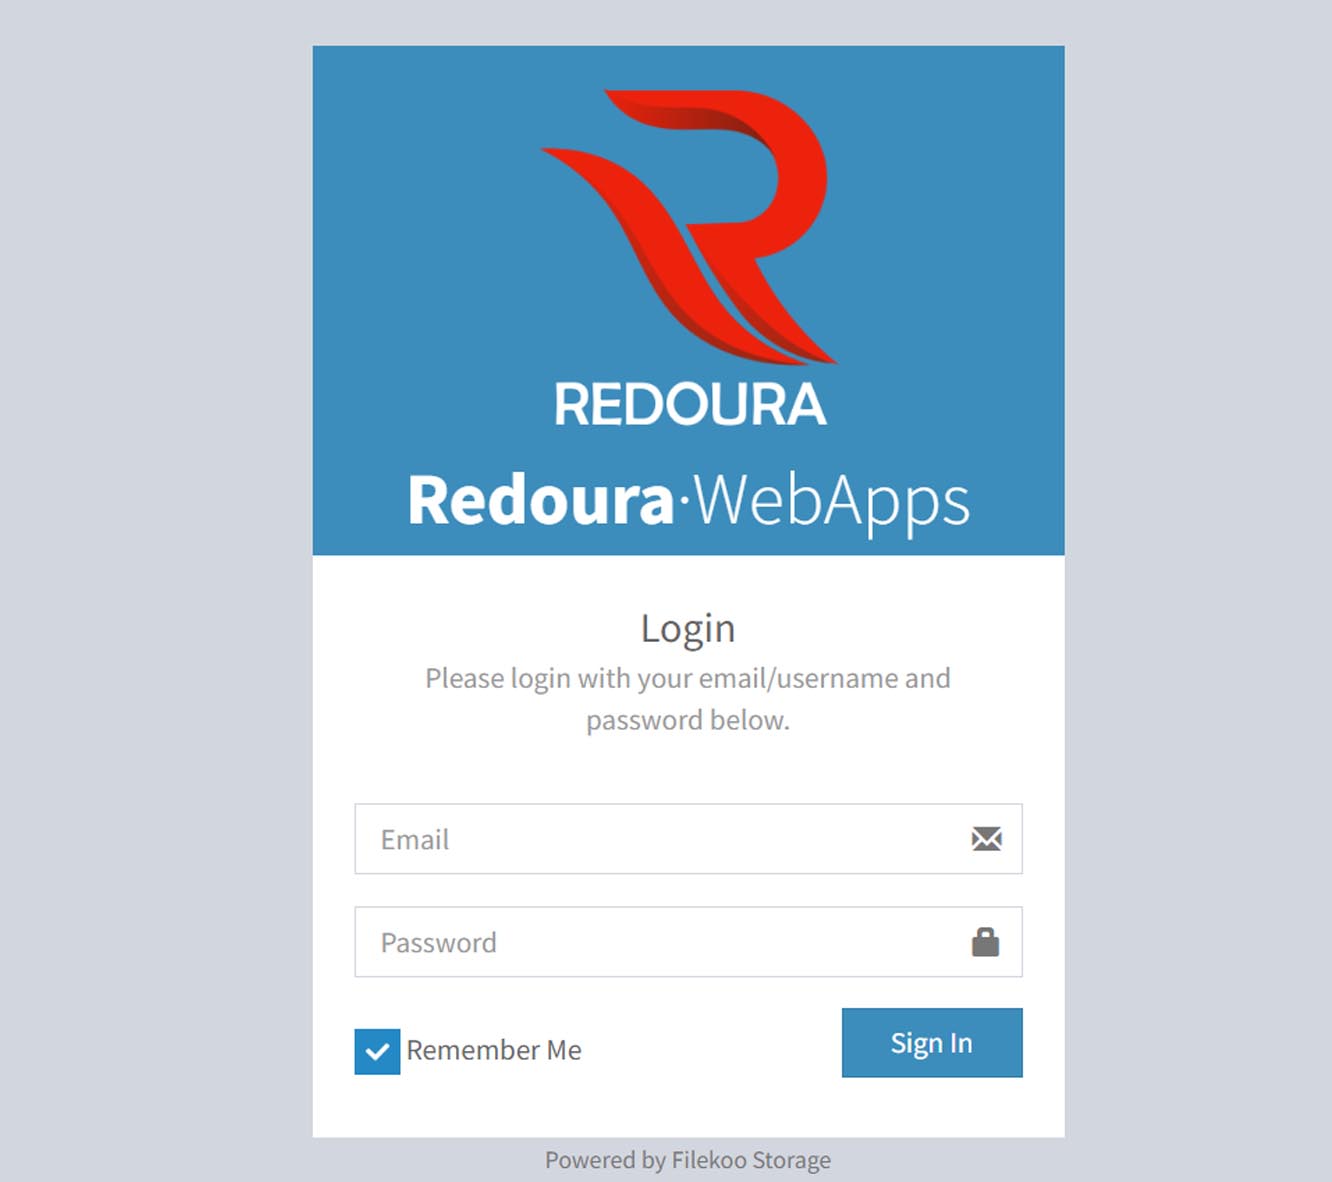 REDOURA
Redoura·WebApps
Login
Please login with your email/username and
password below.
Email
Password
Remember Me
Sign In
Powered by Filekoo Storage